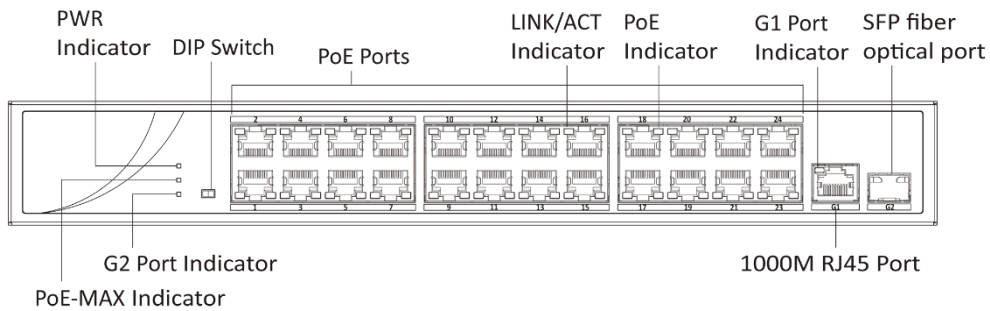 PWR
Indicator
DIP Switch
PoE Ports
LINK/ACT
Indicator
PoE
Indicator
G1 Port
Indicator
SFP fiber
optical port
2 4 6 8 10 12 14 16 18 20 22 24
1 3 5 7 9 11 13 15 17 19 21 23 G1 G2
G2 Port Indicator
1000M RJ45 Port
PoE-MAX Indicator